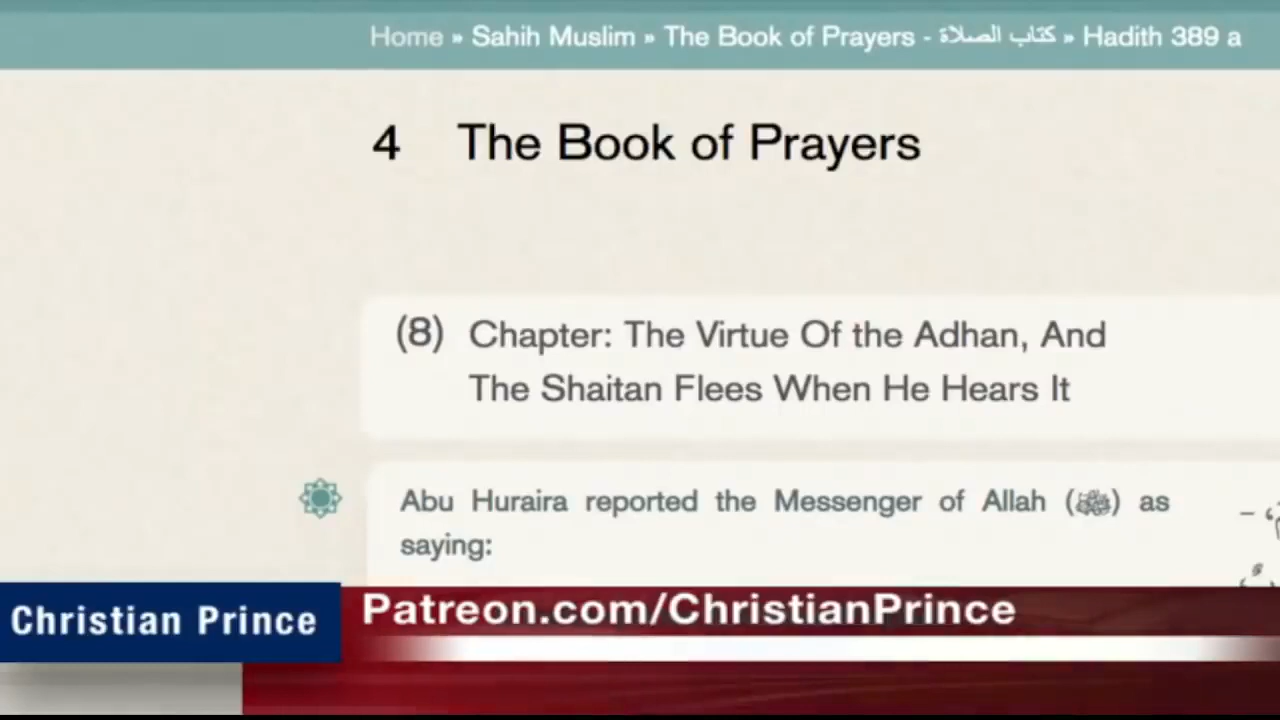 Home » Sahih Muslim » The Book of Prayers - كتاب الصلاة » Hadith 389 a
4 The Book of Prayers
(8) Chapter: The Virtue Of the Adhan, And
The Shaitan Flees When He Hears It
Abu Huraira reported the Messenger of Allah (ﷺ) as
saying:
Christian Prince
Patreon.com/ChristianPrince